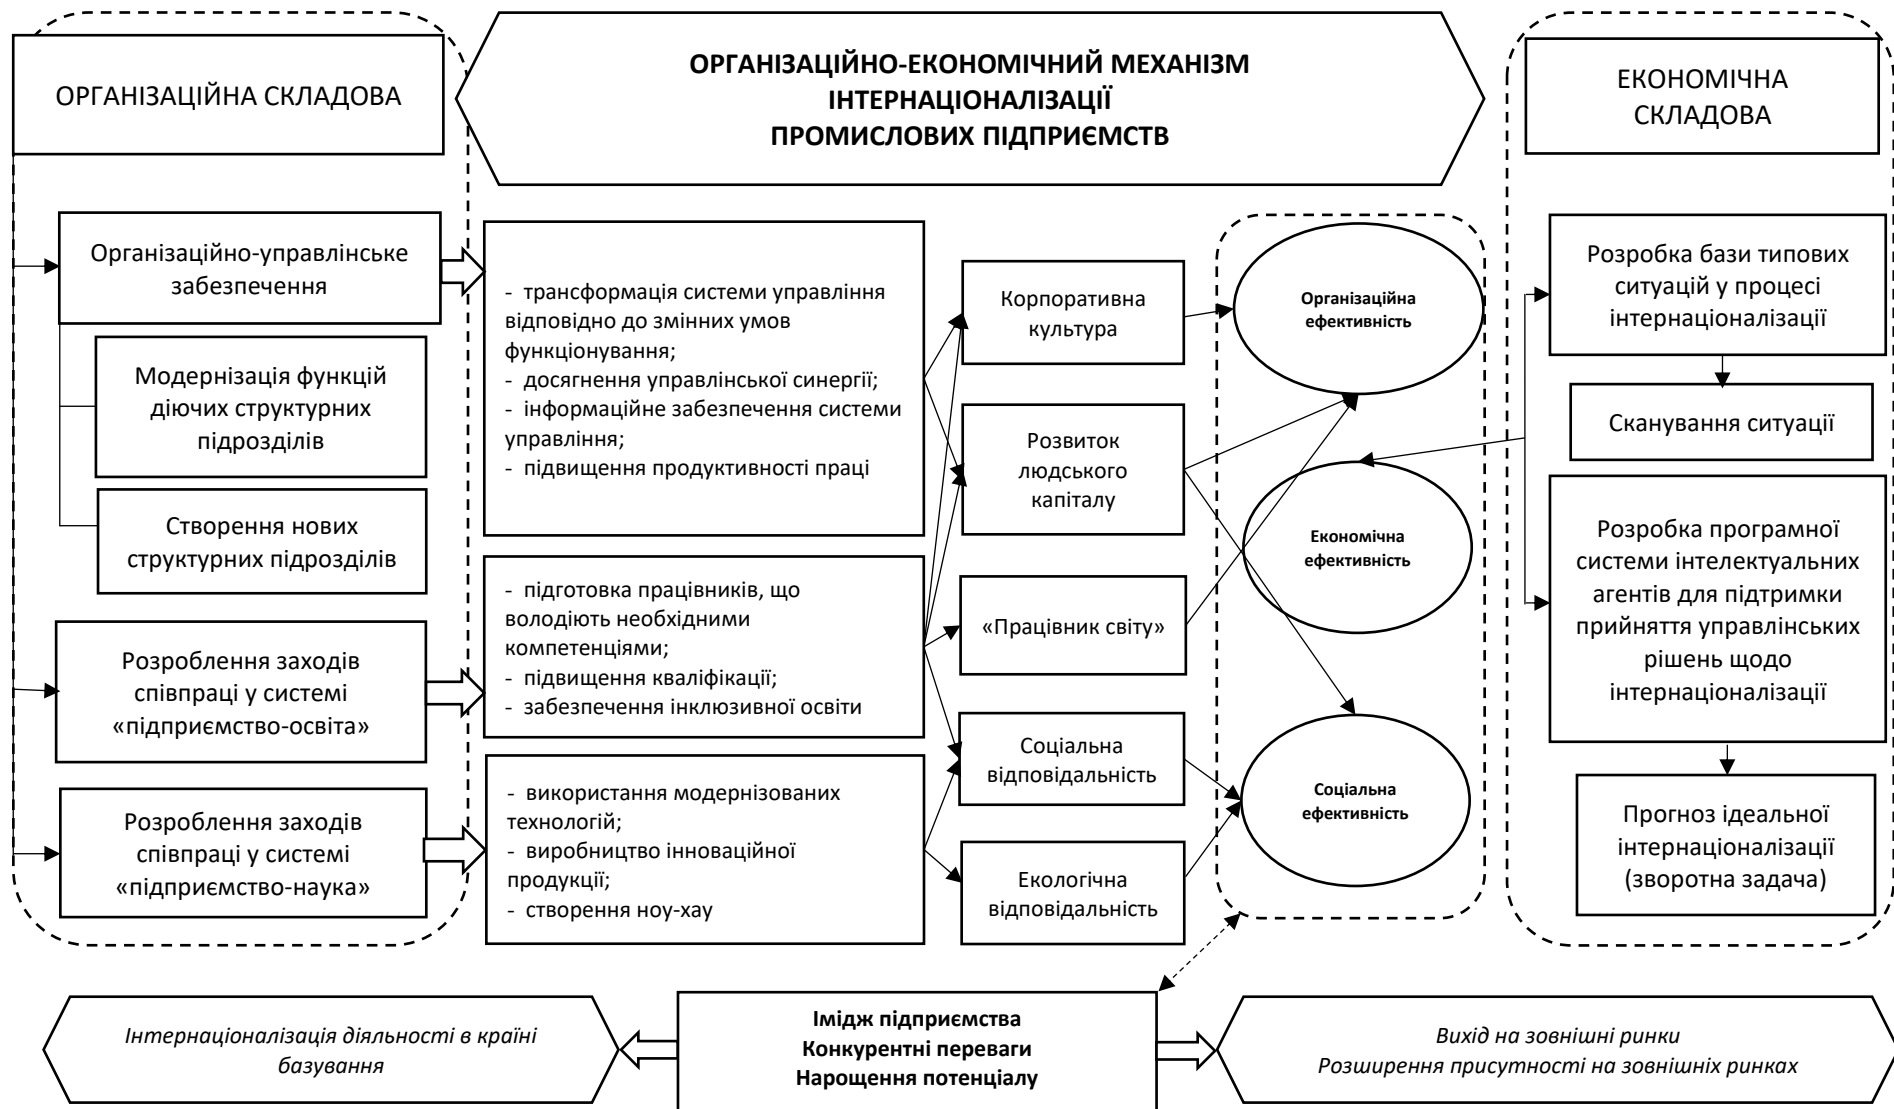 ОРГАНІЗАЦІЙНА СКЛАДОВА
ОРГАНІЗАЦІЙНО-ЕКОНОМІЧНИЙ МЕХАНІЗМ
ІНТЕРНАЦІОНАЛІЗАЦІЇ
ПРОМИСЛОВИХ ПІДПРИЄМСТВ
ЕКОНОМІЧНА
СКЛАДОВА
Організаційно-управлінське
забезпечення
Модернізація функцій
діючих структурних
підрозділів
Створення нових
структурних підрозділів
Розроблення заходів
співпраці у системі
«підприємство-освіта»
Розроблення заходів
співпраці у системі
«підприємство-наука»
- трансформація системи управління
відповідно до змінних умов
функціонування;
- досягнення управлінської синергії;
- інформаційне забезпечення системи
управління;
- підвищення продуктивності праці
- підготовка працівників, що
володіють необхідними
компетенціями;
- підвищення кваліфікації;
- забезпечення інклюзивної освіти
- використання модернізованих
технологій;
- виробництво інноваційної
продукції;
- створення ноу-хау
Корпоративна
культура
Розвиток
людського
капіталу
«Працівник світу»
Соціальна
відповідальність
Екологічна
відповідальність
Організаційна
ефективність
Економічна
ефективність
Соціальна
ефективність
Розробка бази типових
ситуацій у процесі
інтернаціоналізації
Сканування ситуації
Розробка програмної
системи інтелектуальних
агентів для підтримки
прийняття управлінських
рішень щодо
інтернаціоналізації
Прогноз ідеальної
інтернаціоналізації
(зворотна задача)
Інтернаціоналізація діяльності в країні
базування
Імідж підприємства
Конкурентні переваги
Нарощення потенціалу
Вихід на зовнішні ринки
Розширення присутності на зовнішніх ринках